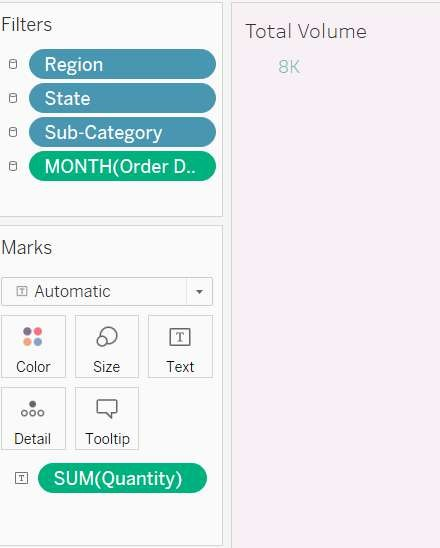 Filters
Region
State
Sub-Category
MONTH(Order D..
Marks
Automatic
Color Size Text
Detail Tooltip
SUM(Quantity)
Total Volume
8K